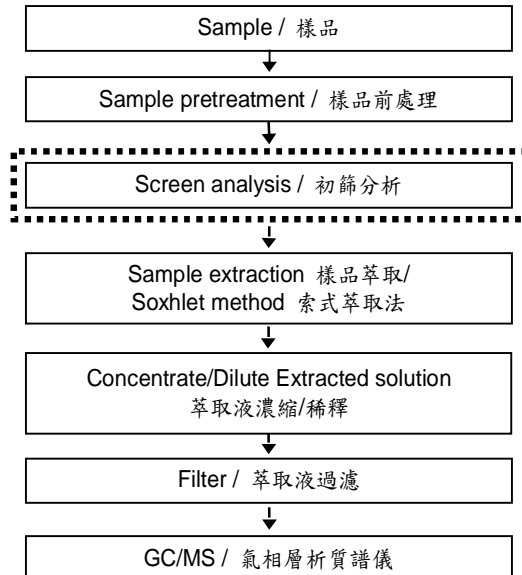 Sample / 樣品
Sample pretreatment / 樣品前處理
Screen analysis / 初篩分析
Sample extraction 樣品萃取/
Soxhlet method 索式萃取法
Concentrate/Dilute Extracted solution
萃取液濃縮/稀釋
Filter / 萃取液過濾
GC/MS / 氣相層析質譜儀